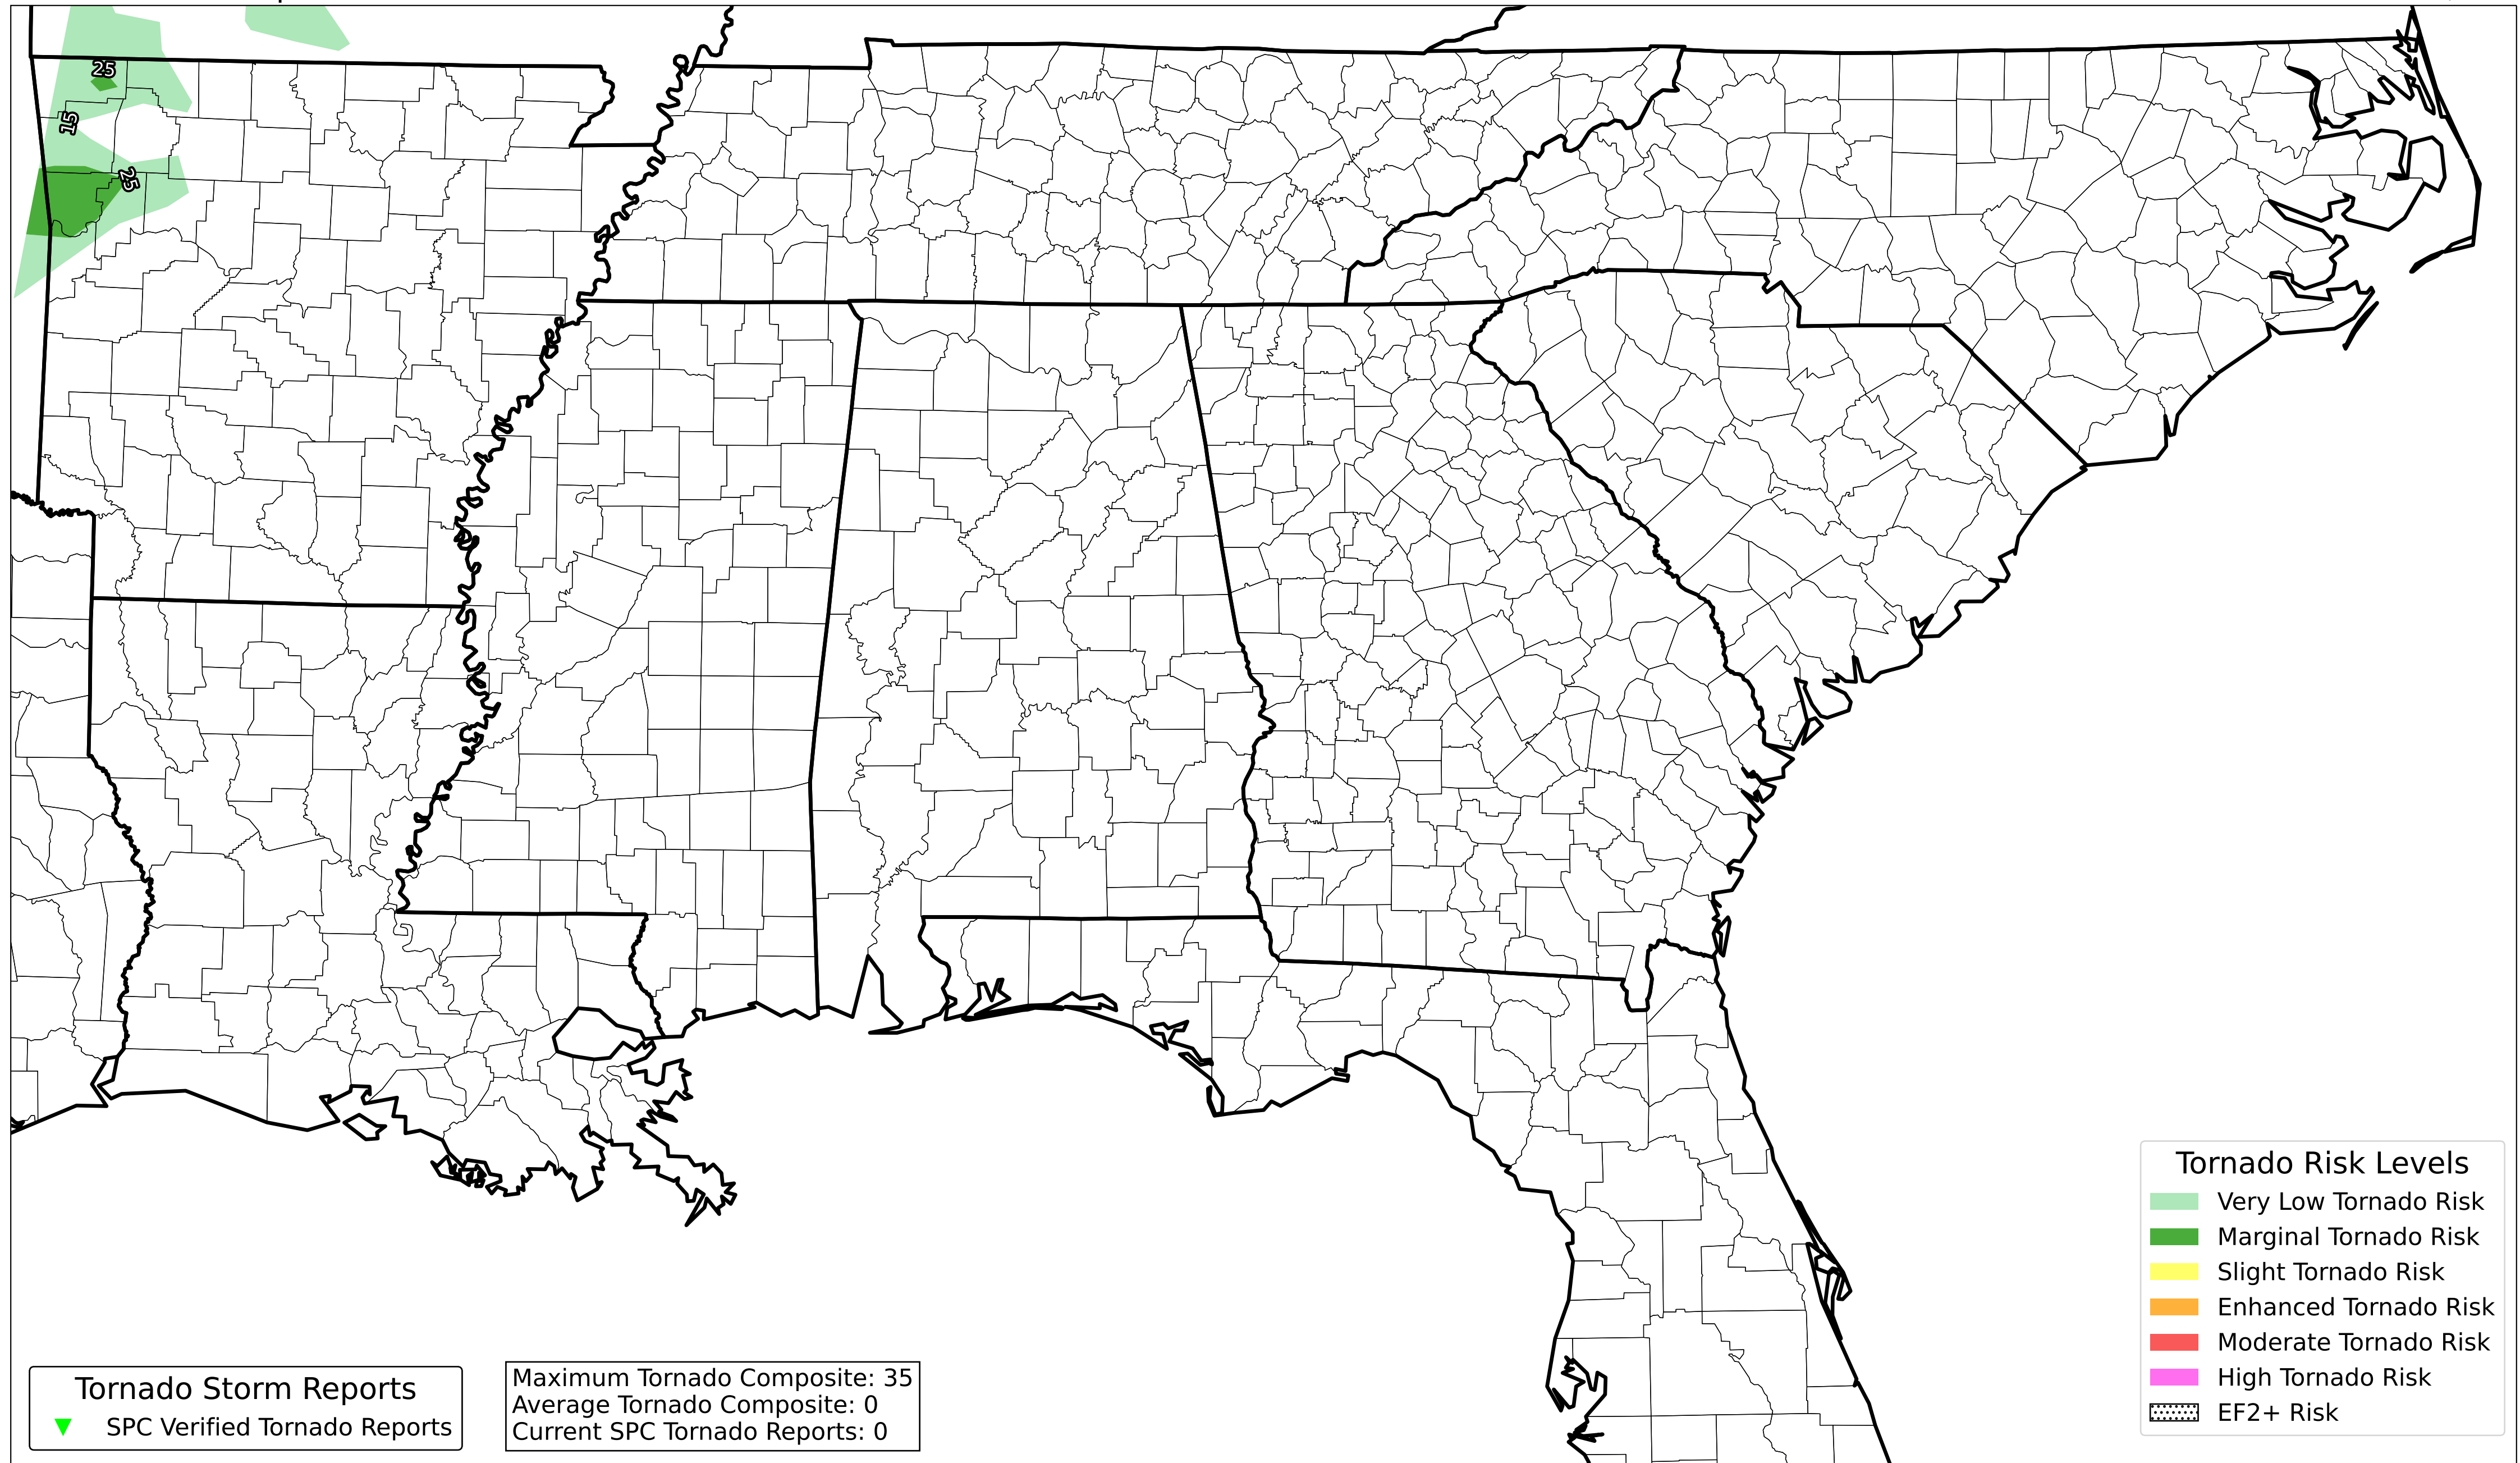 25
15
25
Tornado Risk Levels
Very Low Tornado Risk
Marginal Tornado Risk
Slight Tornado Risk
Enhanced Tornado Risk
Moderate Tornado Risk
High Tornado Risk
EF2+ Risk
Tornado Storm Reports
SPC Verified Tornado Reports
Maximum Tornado Composite: 35
Average Tornado Composite: 0
Current SPC Tornado Reports: 0